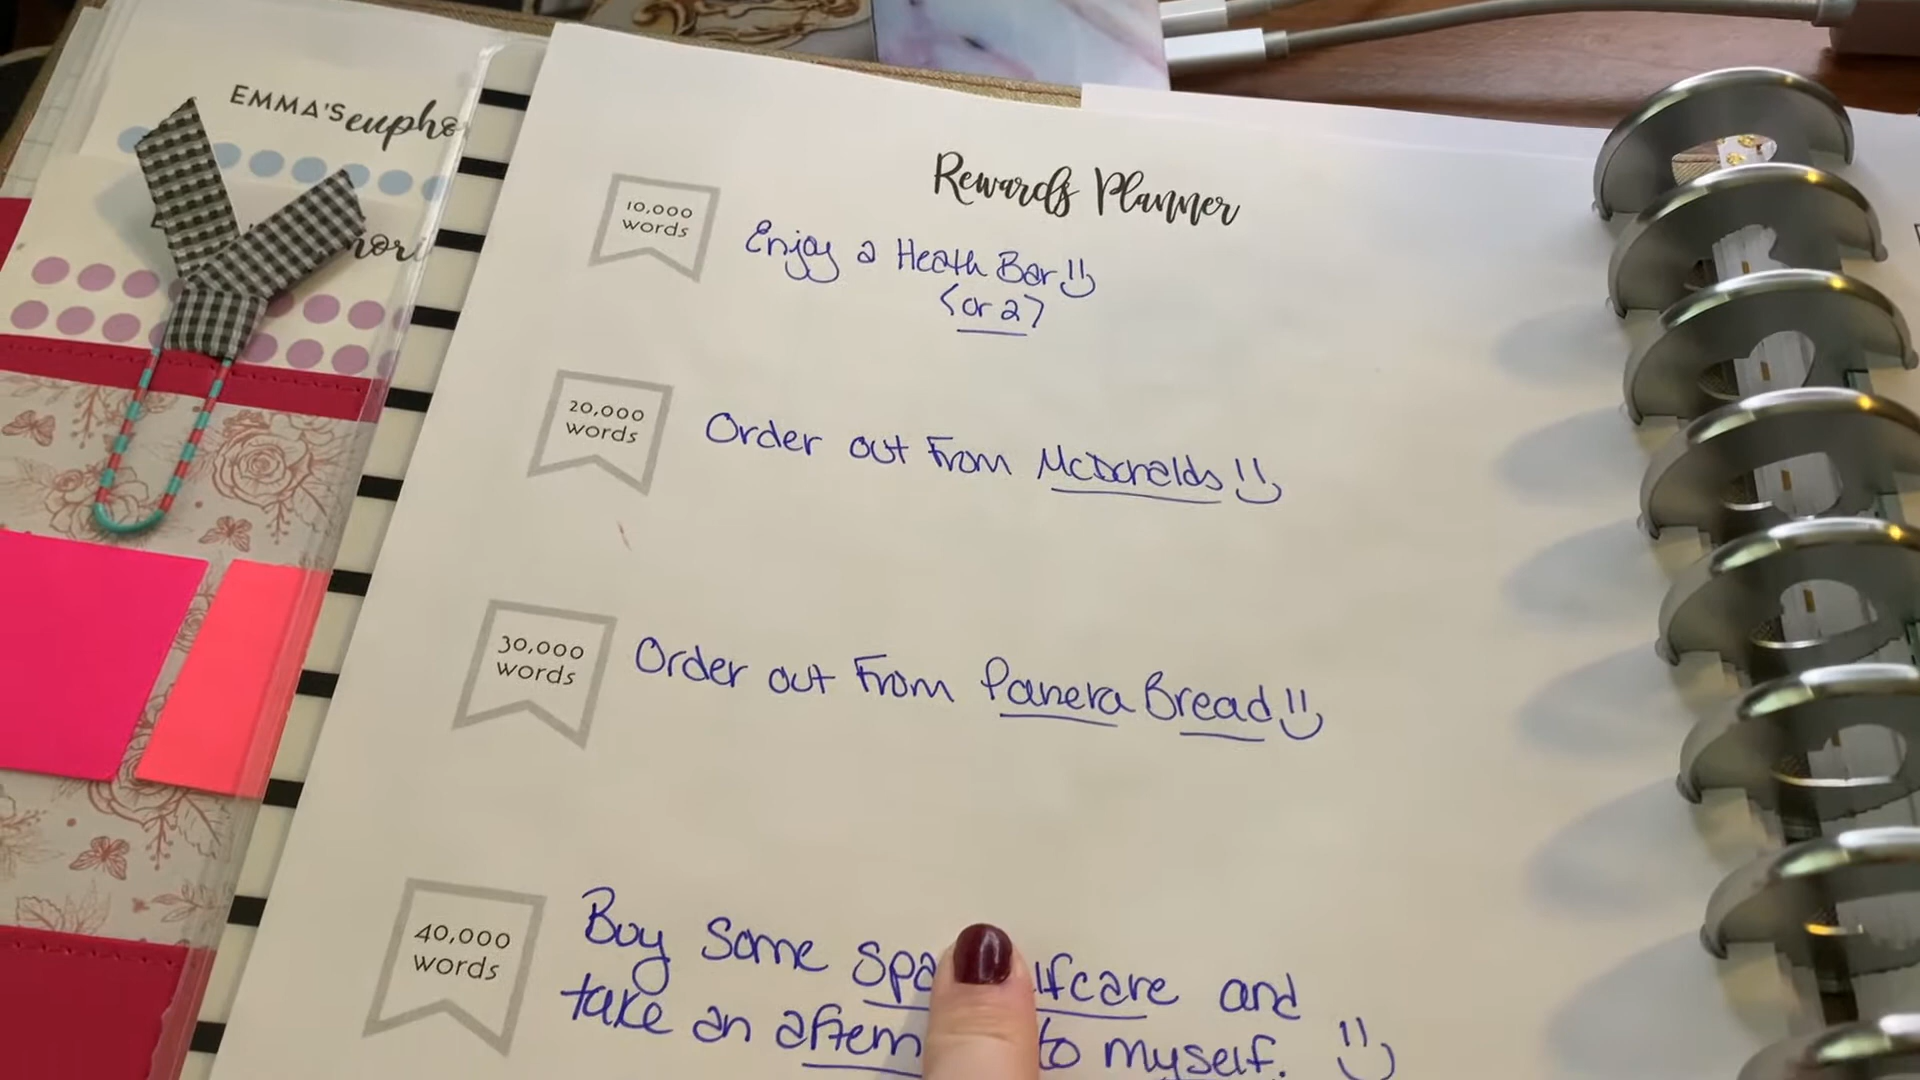 EMMA'S
Rewards Planner
10,000
words
Enjoy a Heath Bar!!
(or 2)
20,000
words
Order out From McDonalds!!
30,000
words
Order out From Panera Bread!!
40,000
words
Buy some and
take an to myself. !!